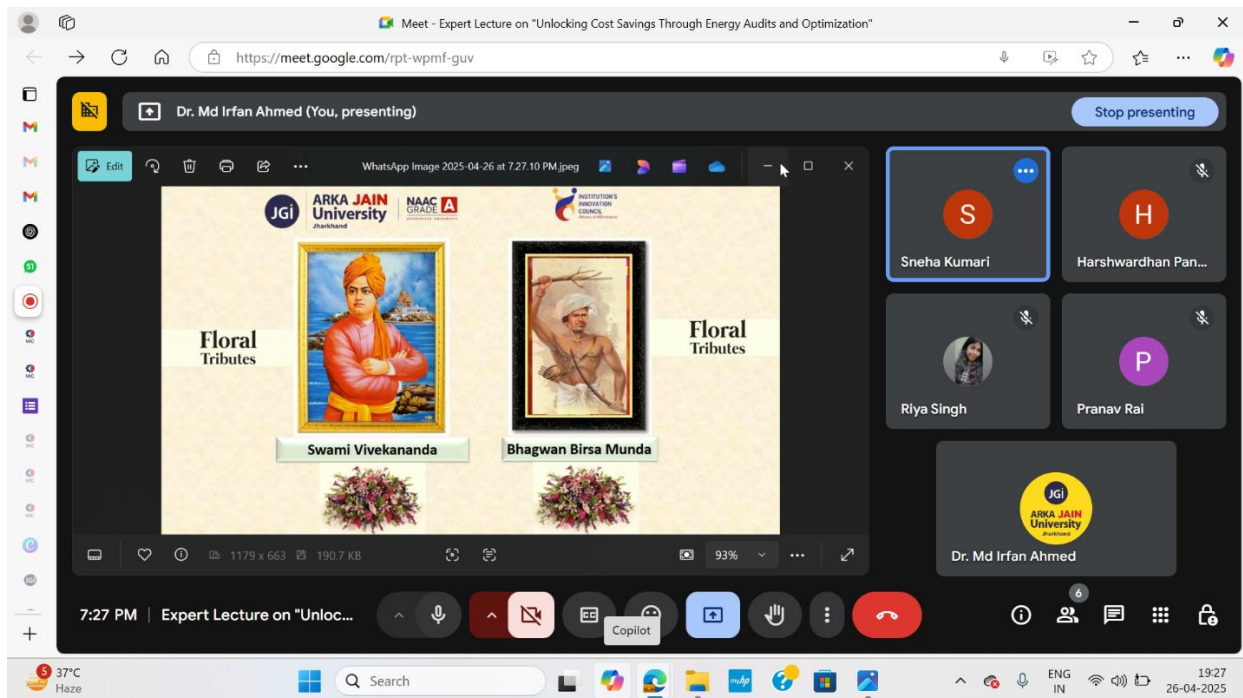 Meet - Expert Lecture on "Unlocking Cost Savings Through Energy Audits and Optimization"
https://meet.google.com/rpt-wpmf-guv
Dr. Md Irfan Ahmed (You, presenting)
Stop presenting
Edit
WhatsApp Image 2025-04-26 at 7.27.10 PM.jpeg
JGi
ARKA JAIN
University
Jharkhand
NAAC
GRADE A
INSTITUTION'S
INNOVATION
COUNCIL
Floral
Tributes
Floral
Tributes
Swami Vivekananda
Bhagwan Birsa Munda
1179 x 663
190.7 KB
93%
S
Sneha Kumari
H
Harshwardhan Pan...
Riya Singh
P
Pranav Rai
JGi
ARKA JAIN
University
Jharkhand
Dr. Md Irfan Ahmed
7:27 PM | Expert Lecture on "Unloc...
CC
Copilot
6
5
37°C
Haze
Search
mshp
ENG
IN
19:27
26-04-2025